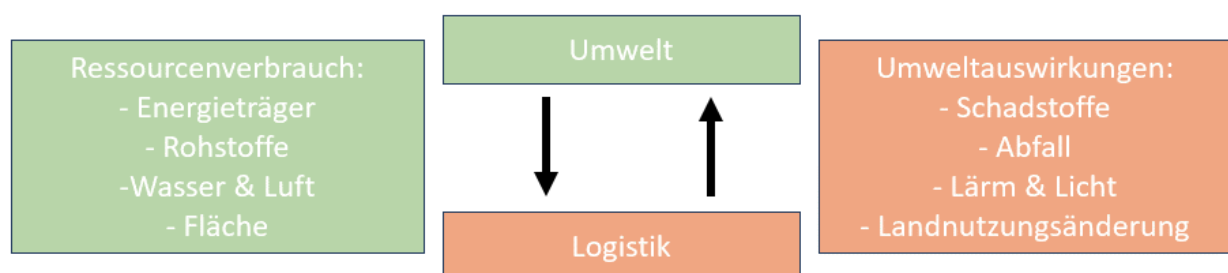 Ressourcenverbrauch:
- Energieträger
- Rohstoffe
-Wasser & Luft
- Fläche
Umwelt
Logistik
Umweltauswirkungen:
- Schadstoffe
- Abfall
- Lärm & Licht
- Landnutzungsänderung